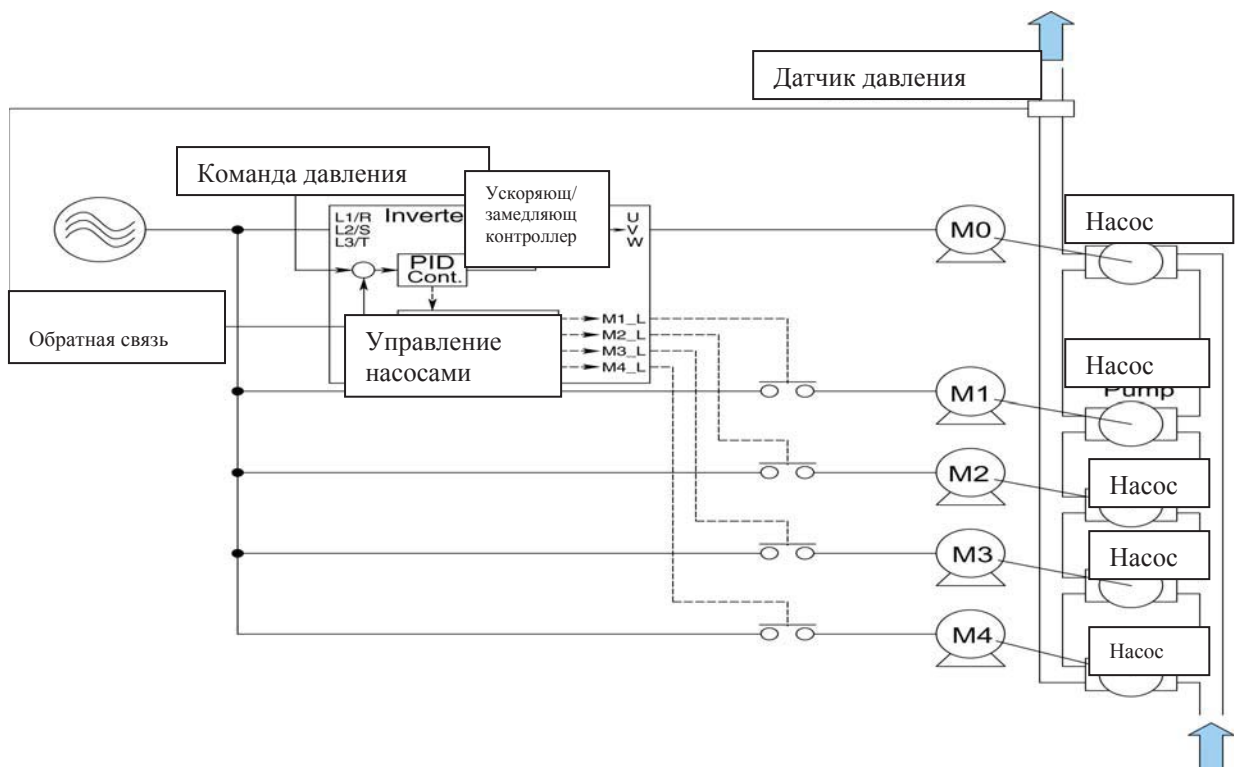 Датчик давления
Команда давления
Ускоряющ/
замедляющ
контроллер
L1/R
L2/S
L3/T
Inverte
U
V
W
M0
Насос
PID
Cont.
Обратная связь
Управление
насосами
M1_L
M2_L
M3_L
M4_L
Насос
Pump
M1
M2
Насос
M3
Насос
M4
Насос